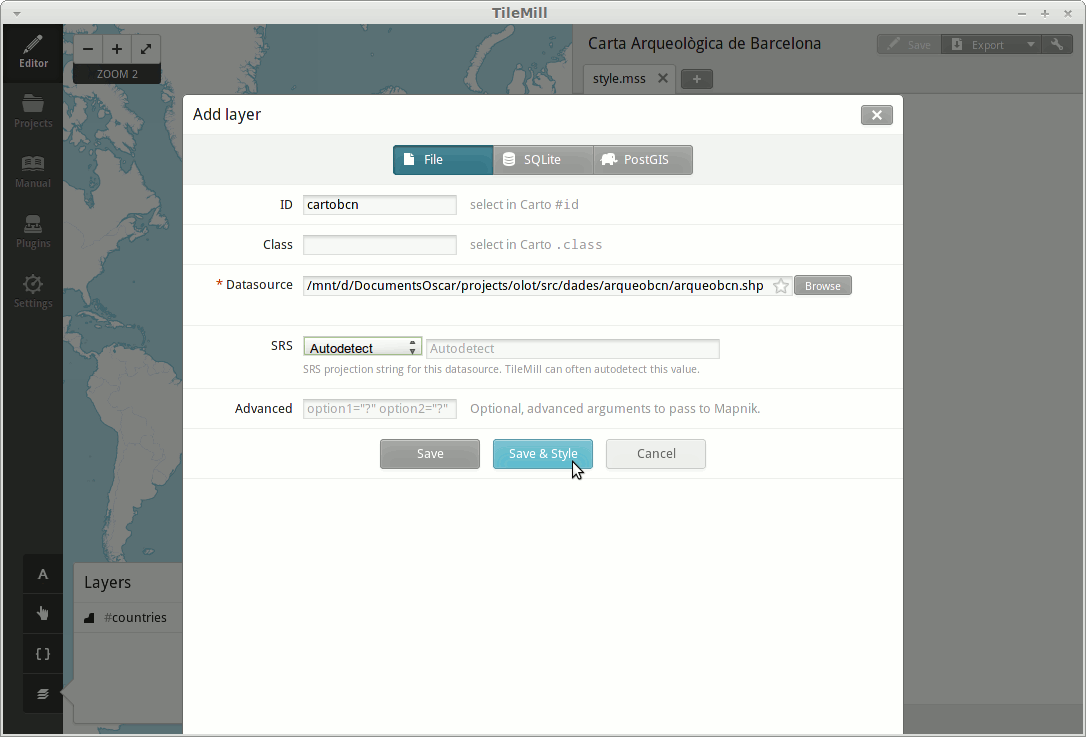 TileMill
Editor
Projects
Manual
Plugins
Settings
− + 
ZOOM 2
Carta Arqueològica de Barcelona
Save Export
style.mss ✕ +
Add layer
File SQLite PostGIS
ID cartobcn select in Carto #id
Class select in Carto .class
* Datasource /mnt/d/DocumentsOscar/projects/olot/src/dades/arqueobcn/arqueobcn.shp Browse
SRS Autodetect Autodetect
SRS projection string for this datasource. TileMill can often autodetect this value.
Advanced option1="?" option2="?" Optional, advanced arguments to pass to Mapnik.
Save Save & Style Cancel
A
{ }
Layers
#countries